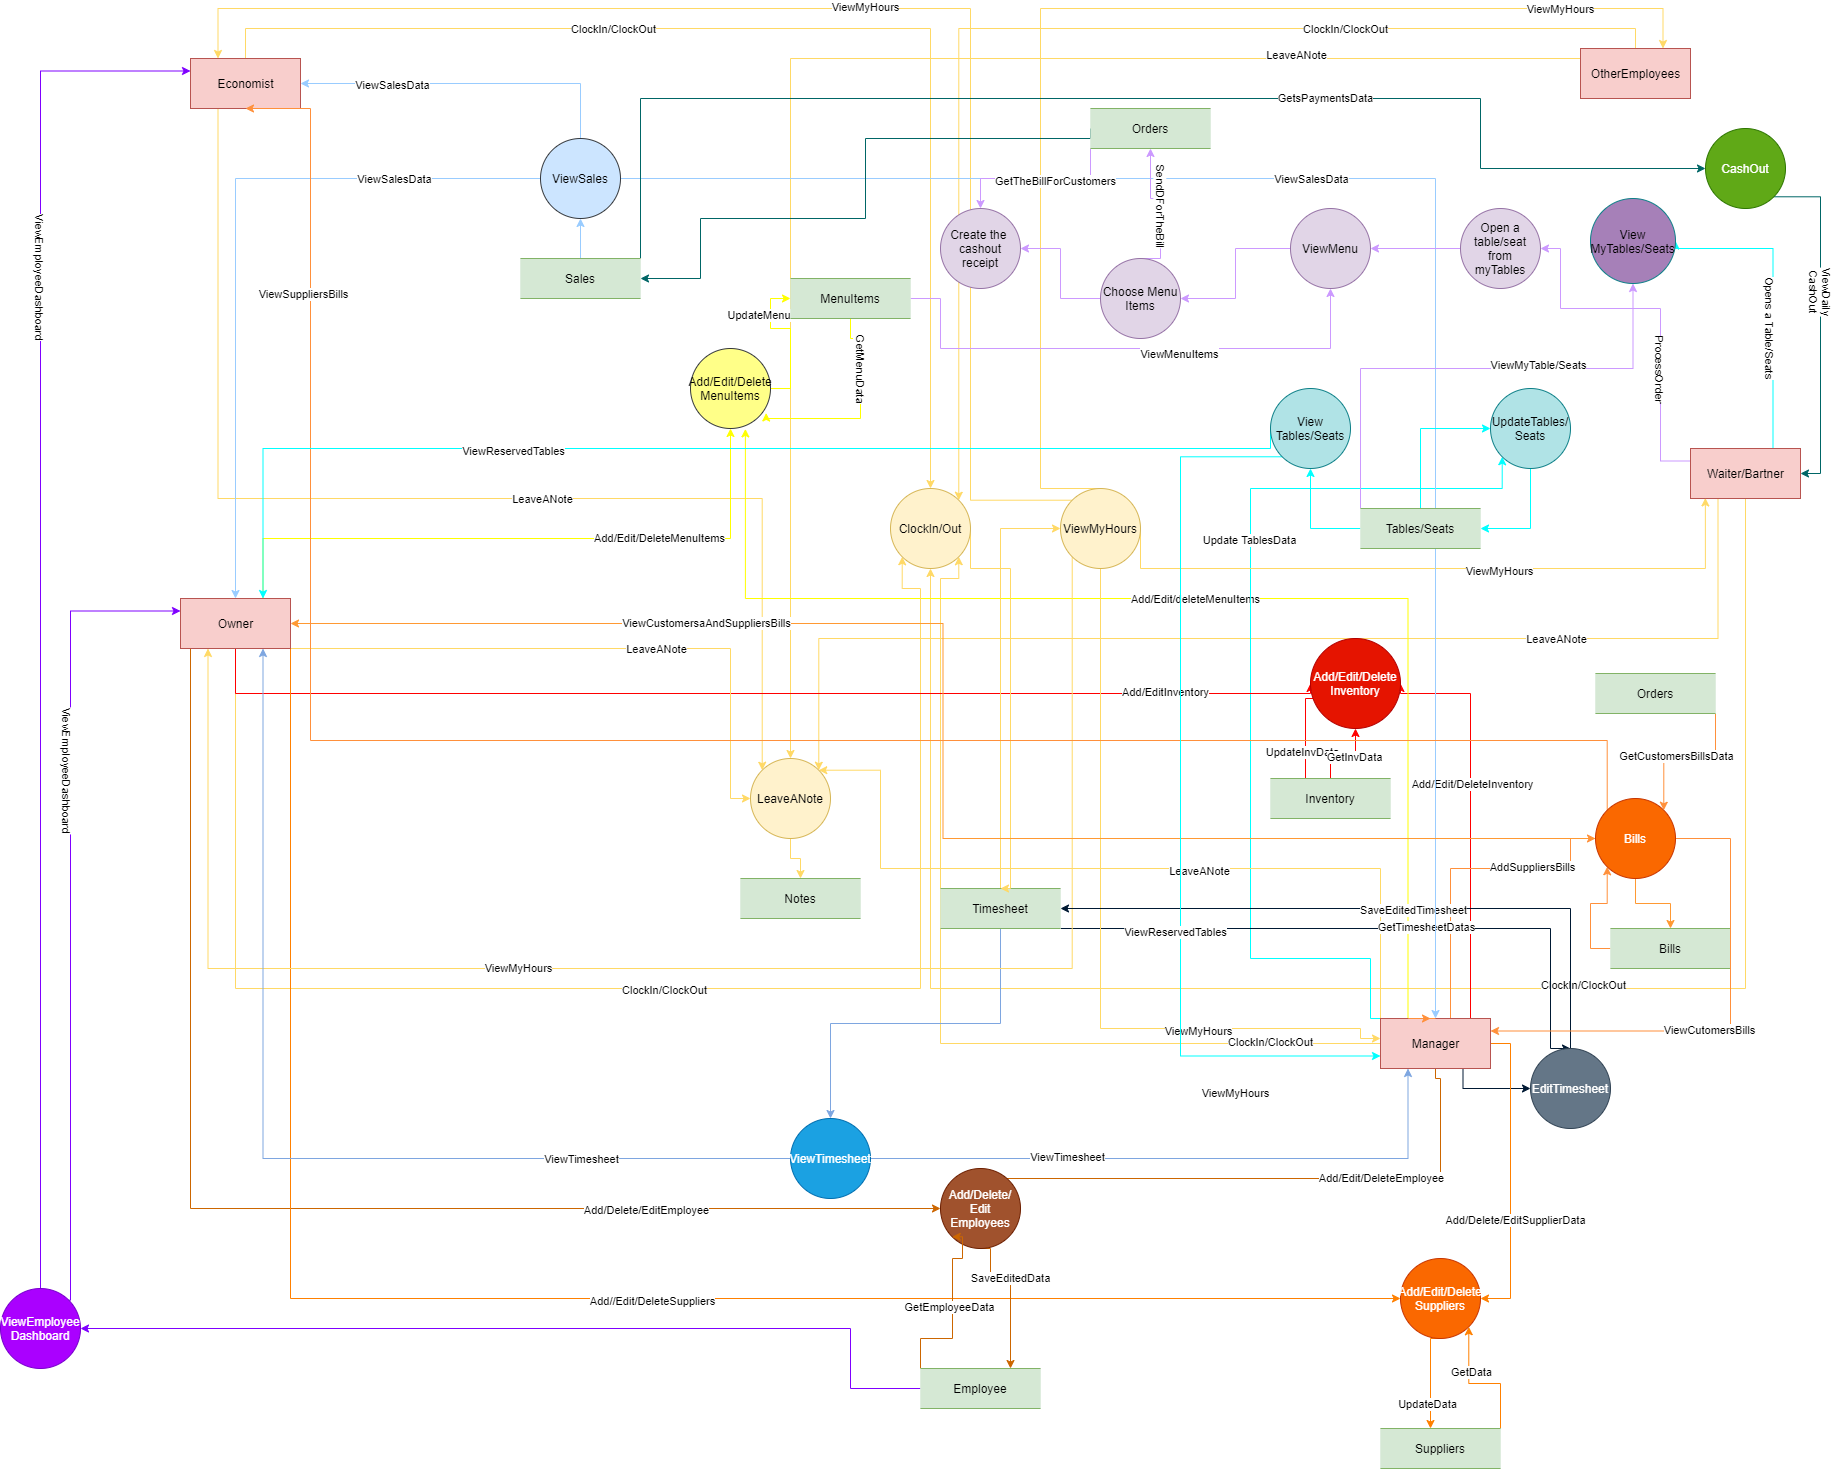 ViewMyHours
ViewMyHours
ClockIn/ClockOut
ClockIn/ClockOut
LeaveANote
Economist
OtherEmployees
ViewSalesData
GetsPaymentsData
Orders
CashOut
ViewSales
ViewSalesData
GetTheBillForCustomers
ViewSalesData
SendDForTheBill
Create the
cashout
receipt
ViewMenu
Open a
table/seat
from
myTables
View
MyTables/Seats
ViewEmployeeDashboard
Sales
ViewSuppliersBills
MenuItems
Choose Menu
Items
ViewDaily
CashOut
Opens a Table/Seats
UpdateMenu
GetMenuData
ViewMenuItems
ProcessOrder
ViewMyTable/Seats
Add/Edit/Delete
MenuItems
View
Tables/Seats
UpdateTables/
Seats
ViewReservedTables
Waiter/Bartner
LeaveANote
ClockIn/Out
ViewMyHours
Tables/Seats
Add/Edit/DeleteMenuItems
Update TablesData
ViewMyHours
Add/Edit/deleteMenuItems
Owner
ViewCustomersaAndSuppliersBills
LeaveANote
LeaveANote
Add/Edit/Delete
Inventory
Add/EditInventory
Orders
ViewEmployeeDashboard
UpdateInvData
GetInvData
GetCustomersBillsData
Add/Edit/DeleteInventory
LeaveANote
Inventory
Bills
LeaveANote
AddSuppliersBills
Notes
Timesheet
SaveEditedTimesheet
GetTimesheetDatas
ViewReservedTables
Bills
ViewMyHours
ClockIn/ClockOut
ClockIn/ClockOut
ViewMyHours
ViewCutomersBills
ClockIn/ClockOut
Manager
ViewMyHours
EditTimesheet
ViewTimesheet
ViewTimesheet
ViewTimesheet
Add/Edit/DeleteEmployee
Add/Delete/
Edit
Employees
Add/Delete/EditEmployee
Add/Delete/EditSupplierData
SaveEditedData
GetEmployeeData
Add//Edit/DeleteSuppliers
Add/Edit/Delete
Suppliers
ViewEmployee
Dashboard
GetData
Employee
UpdateData
Suppliers